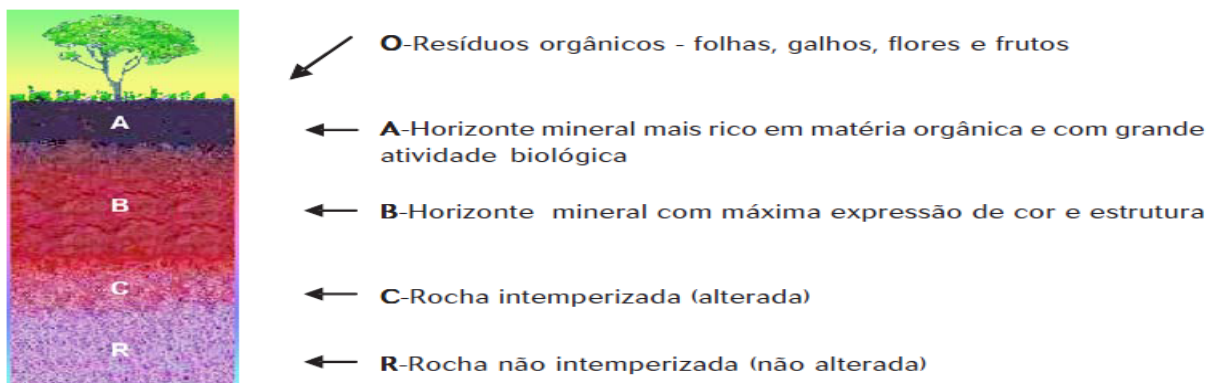 O-Resíduos orgânicos - folhas, galhos, flores e frutos
A
A-Horizonte mineral mais rico em matéria orgânica e com grande
atividade biológica
B
B-Horizonte mineral com máxima expressão de cor e estrutura
C
C-Rocha intemperizada (alterada)
R
R-Rocha não intemperizada (não alterada)